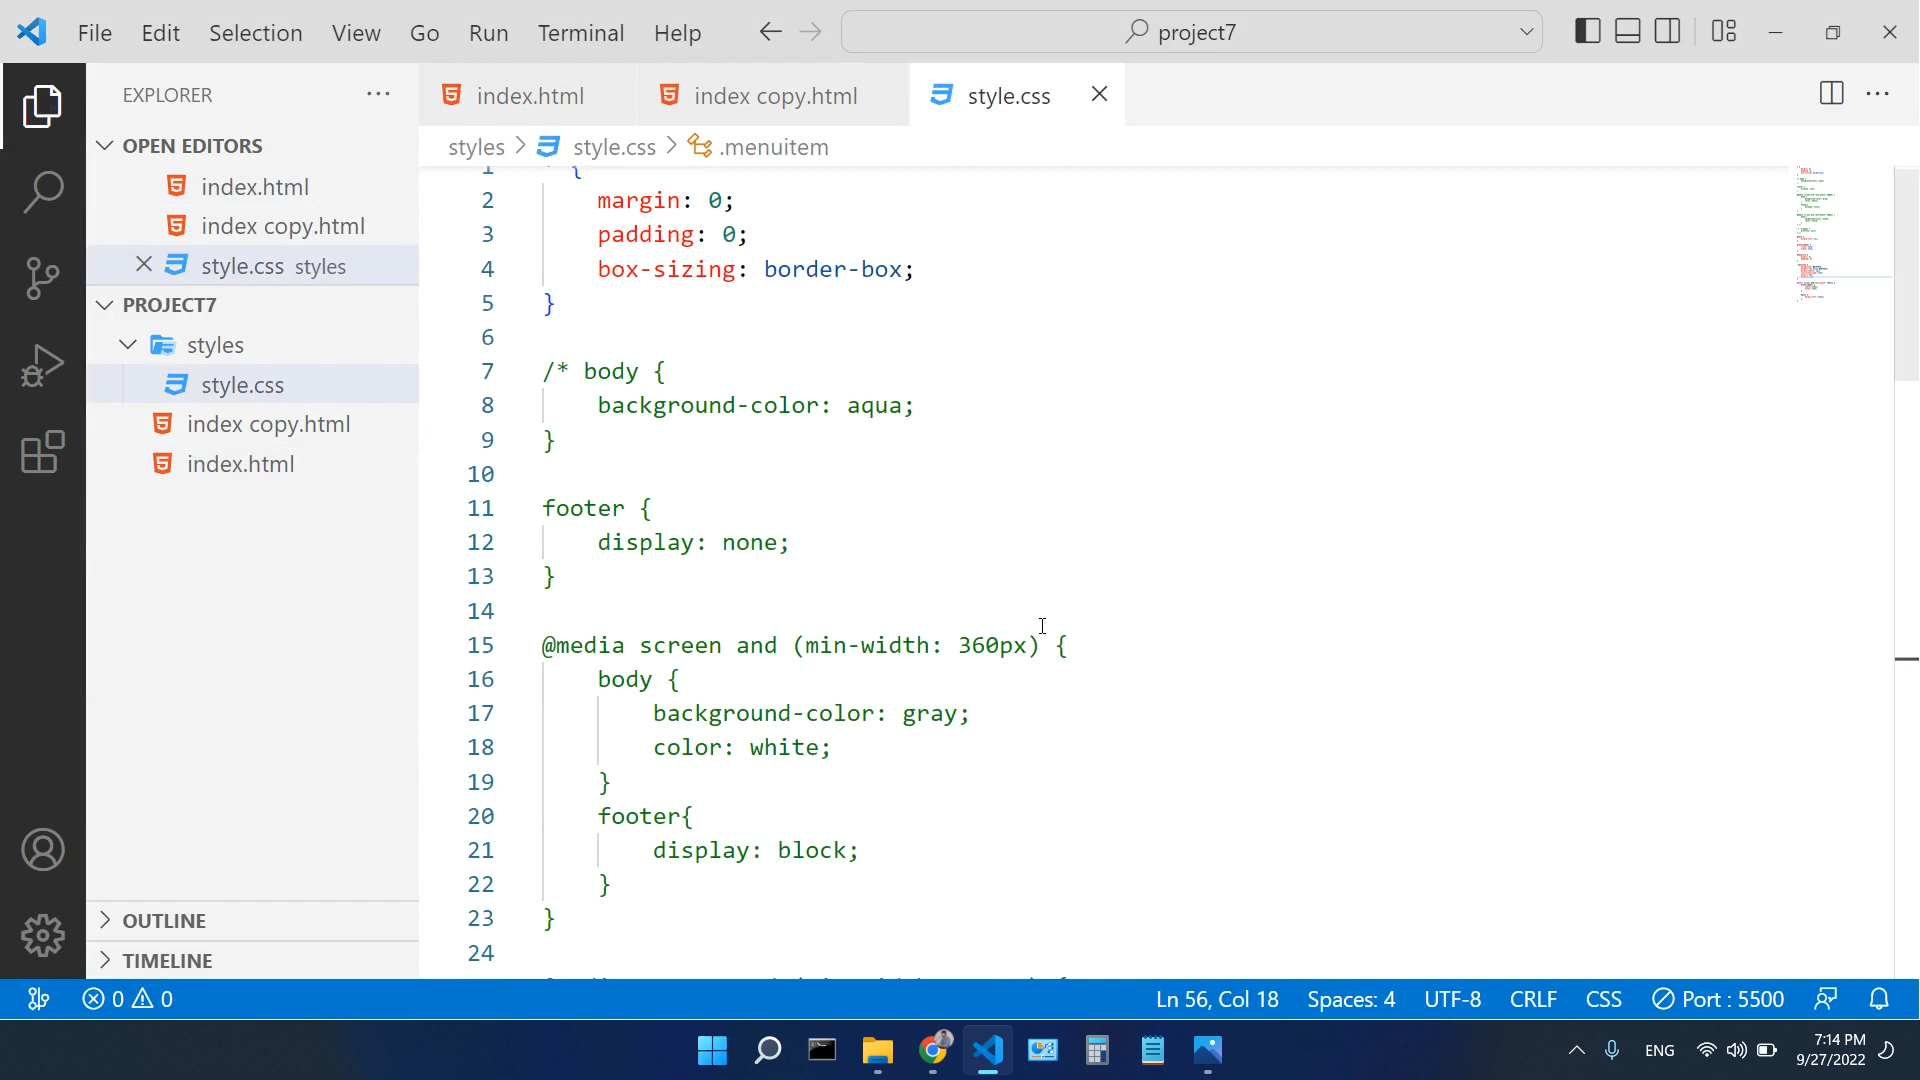 File Edit Selection View Go Run Terminal Help
project7
EXPLORER
OPEN EDITORS
index.html
index copy.html
style.css styles
PROJECT7
styles
style.css
index copy.html
index.html
OUTLINE
TIMELINE
index.html
index copy.html
style.css
styles > style.css > .menuitem
1 {
2 margin: 0;
3 padding: 0;
4 box-sizing: border-box;
5 }
6
7 /* body {
8 background-color: aqua;
9 }
10
11 footer {
12 display: none;
13 }
14
15 @media screen and (min-width: 360px) {
16 body {
17 background-color: gray;
18 color: white;
19 }
20 footer{
21 display: block;
22 }
23 }
24
0 0
Ln 56, Col 18 Spaces: 4 UTF-8 CRLF CSS Port : 5500
ENG
7:14 PM
9/27/2022